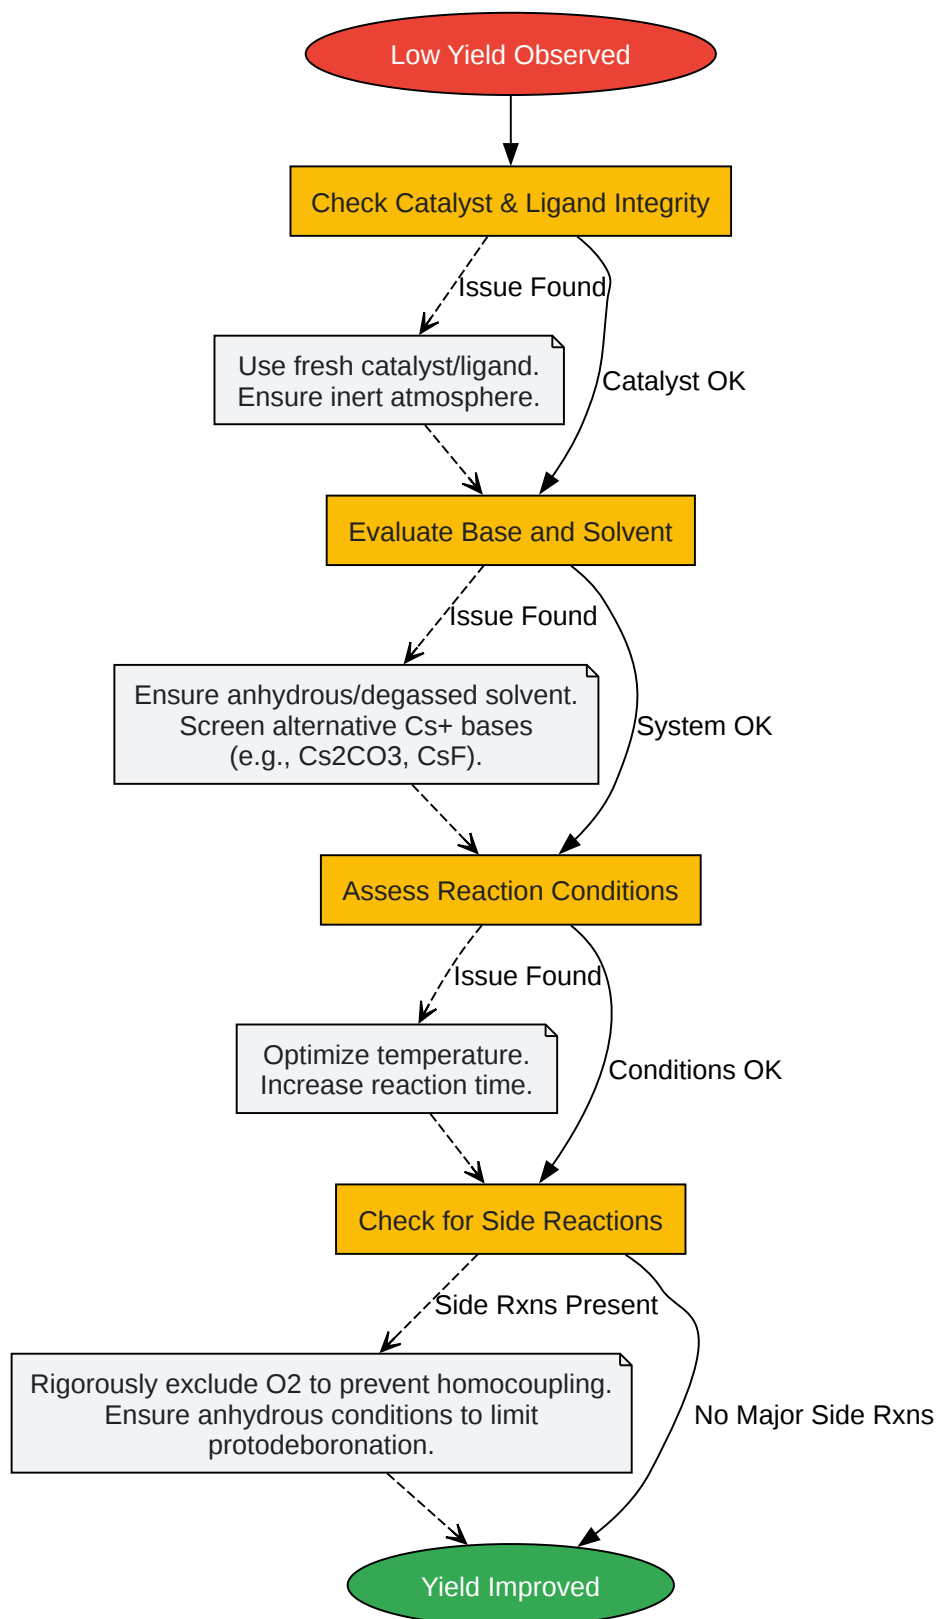 Low Yield Observed
Check Catalyst & Ligand Integrity
Issue Found
Use fresh catalyst/ligand.
Ensure inert atmosphere.
Catalyst OK
Evaluate Base and Solvent
Issue Found
Ensure anhydrous/degassed solvent.
Screen alternative Cs+ bases
(e.g., Cs2CO3, CsF).
System OK
Assess Reaction Conditions
Issue Found
Optimize temperature.
Increase reaction time.
Conditions OK
Check for Side Reactions
Side Rxns Present
Rigorously exclude O2 to prevent homocoupling.
Ensure anhydrous conditions to limit
protodeboronation.
No Major Side Rxns
Yield Improved